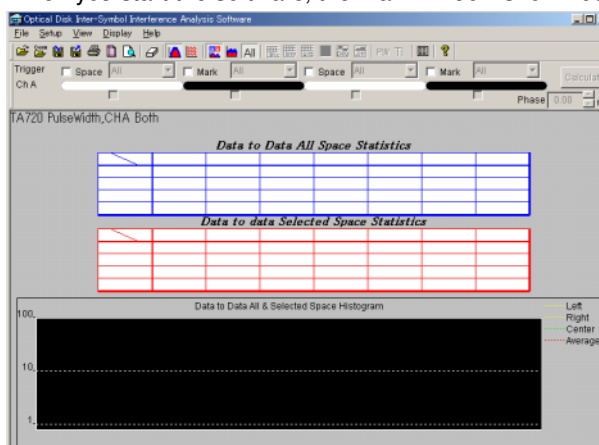 Optical Disk Inter-Symbol Interference Analysis Software
File Setup View Display Help
All PW TI
Trigger Space All Mark All Space All Mark All
Ch A
Phase 0.00
TA720 PulseWidth,CHA Both
Data to Data All Space Statistics
Data to data Selected Space Statistics
Data to Data All & Selected Space Histogram
Left
Right
Center
Average
100
10
1